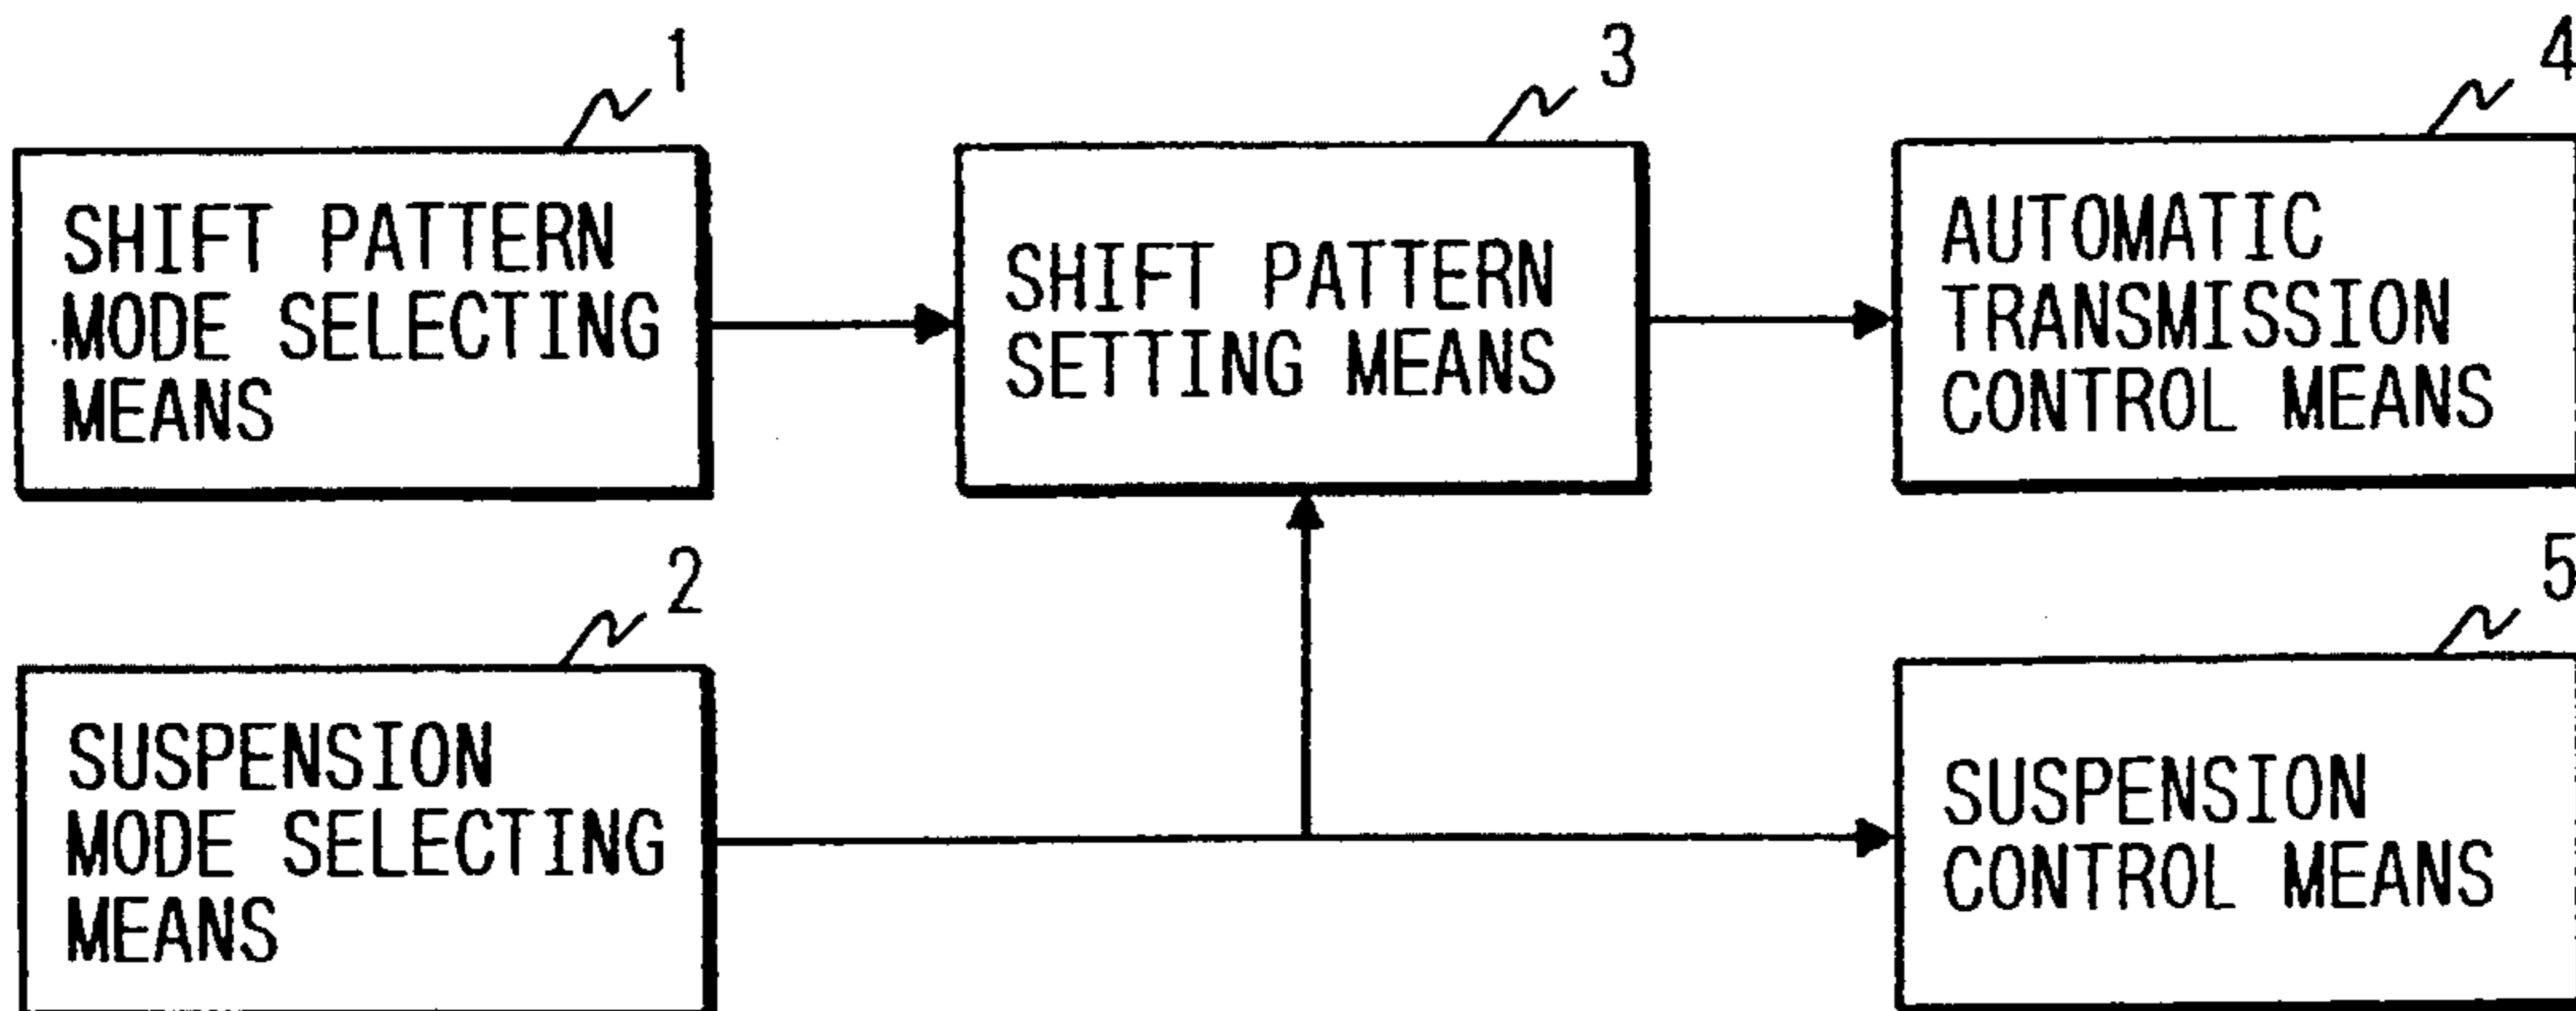 1
SHIFT PATTERN
MODE SELECTING
MEANS
3
SHIFT PATTERN
SETTING MEANS
4
AUTOMATIC
TRANSMISSION
CONTROL MEANS
2
SUSPENSION
MODE SELECTING
MEANS
5
SUSPENSION
CONTROL MEANS